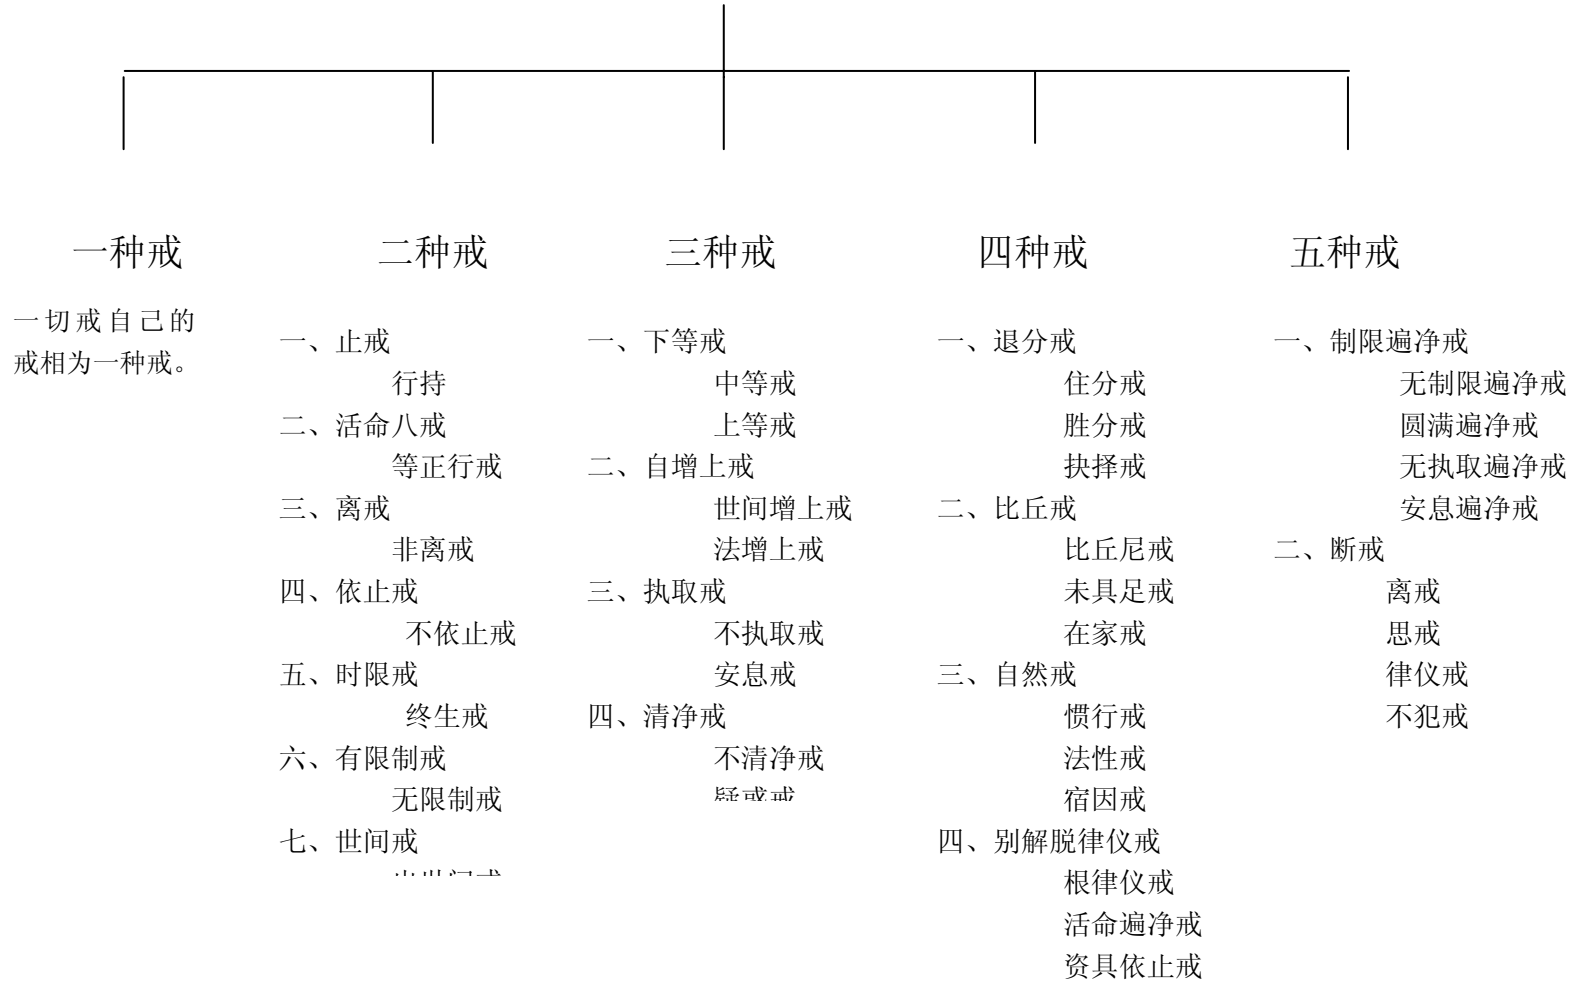 一种戒
一切戒自己的
戒相为一种戒。
二种戒
一、止戒
行持
二、活命八戒
等正行戒
三、离戒
非离戒
四、依止戒
不依止戒
五、时限戒
终生戒
六、有限制戒
无限制戒
七、世间戒
三种戒
一、下等戒
中等戒
上等戒
二、自增上戒
世间增上戒
法增上戒
三、执取戒
不执取戒
安息戒
四、清净戒
不清净戒
疑惑戒
四种戒
一、退分戒
住分戒
胜分戒
抉择戒
二、比丘戒
比丘尼戒
未具足戒
在家戒
三、自然戒
惯行戒
法性戒
宿因戒
四、别解脱律仪戒
根律仪戒
活命遍净戒
资具依止戒
五种戒
一、制限遍净戒
无制限遍净戒
圆满遍净戒
无执取遍净戒
安息遍净戒
二、断戒
离戒
思戒
律仪戒
不犯戒